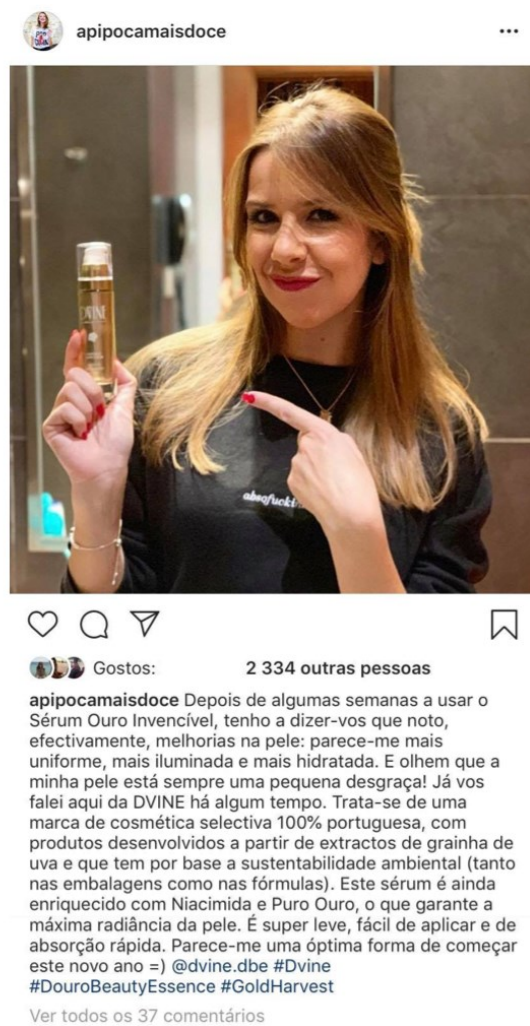 apipocamaisdoce
DVINE
absofucki
Gostos: 2 334 outras pessoas
apipocamaisdoce Depois de algumas semanas a usar o
Sérum Ouro Invencível, tenho a dizer-vos que noto,
efectivamente, melhorias na pele: parece-me mais
uniforme, mais iluminada e mais hidratada. E olhem que a
minha pele está sempre uma pequena desgraça! Já vos
falei aqui da DVINE há algum tempo. Trata-se de uma
marca de cosmética selectiva 100% portuguesa, com
produtos desenvolvidos a partir de extractos de grainha de
uva e que tem por base a sustentabilidade ambiental (tanto
nas embalagens como nas fórmulas). Este sérum é ainda
enriquecido com Niacimida e Puro Ouro, o que garante a
máxima radiância da pele. É super leve, fácil de aplicar e de
absorção rápida. Parece-me uma óptima forma de começar
este novo ano =) @dvine.dbe #Dvine
#DouroBeautyEssence #GoldHarvest
Ver todos os 37 comentários